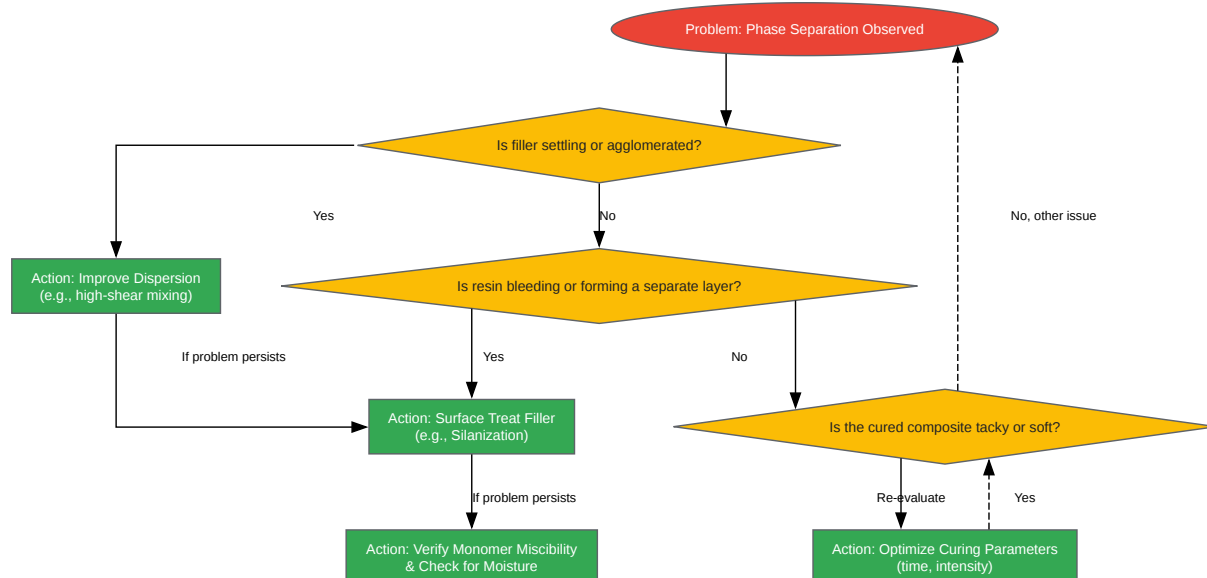 Problem: Phase Separation Observed
Is filler settling or agglomerated?
Yes
No
No, other issue
Action: Improve Dispersion
(e.g., high-shear mixing)
Is resin bleeding or forming a separate layer?
If problem persists
Yes
No
Action: Surface Treat Filler
(e.g., Silanization)
Is the cured composite tacky or soft?
If problem persists
Re-evaluate
Yes
Action: Verify Monomer Miscibility
& Check for Moisture
Action: Optimize Curing Parameters
(time, intensity)